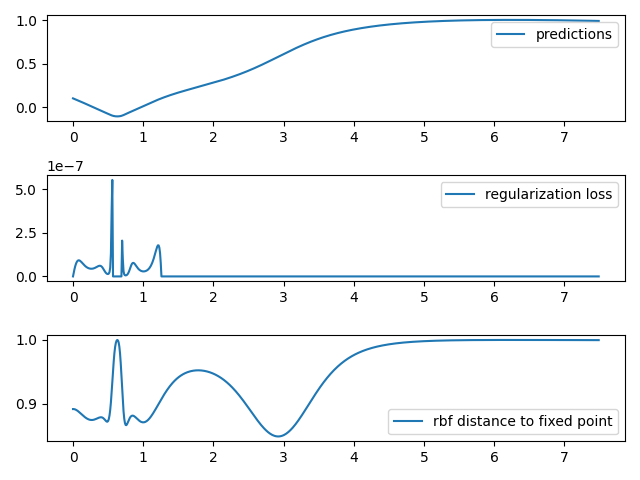 1.0
predictions
0.5
0.0
0 1 2 3 4 5 6 7
1e−7
5.0
regularization loss
2.5
0.0
0 1 2 3 4 5 6 7
1.0
0.9
rbf distance to fixed point
0 1 2 3 4 5 6 7